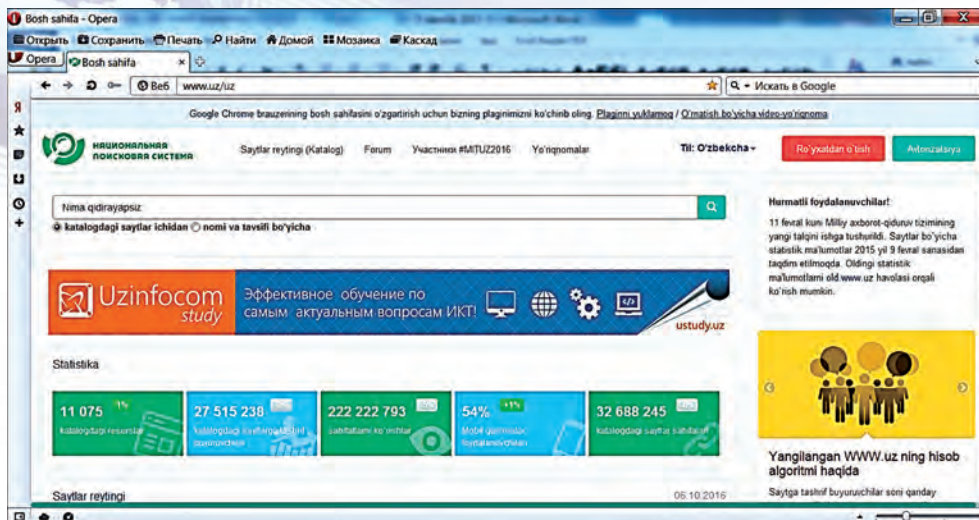 Bosh sahifa - Opera
Открыть Сохранить Печать Найти Домой Мозаика Каскад
Opera Bosh sahifa
Веб www.uz/uz Искать в Google
Google Chrome brauzerining bosh sahifasini o'zgartirish uchun bizning plaginimizni ko'chirib oling. Plaginni yuklamoq / O'rnatish bo'yicha video-yo'riqnoma
НАЦИОНАЛЬНАЯ
ПОИСКОВАЯ СИСТЕМА
Saytlar reytingi (Katalog) Forum Участники #MITUZ2016 Yo'riqnomalar Til: O'zbekcha Ro'yxatdan o'tish Avtorizatsiya
Nima qidirayapsiz
katalogdagi saytlar ichidan nomi va tavsifi bo'yicha
Hurmatli foydalanuvchilar!
11 fevral kuni Milliy axborot-qidiruv tizimining
yangi talqini ishga tushurildi. Saytlar bo'yicha
statistik ma'lumotlar 2015 yil 9 fevral sanasidan
taqdim etilmoqda. Oldingi statistik
ma'lumotlarni old.www.uz havolasi orqali
ko'rish mumkin.
Uzinfocom
study
Эффективное обучение по
самым актуальным вопросам ИКТ!
ustudy.uz
Statistika
11 075
katalogdagi resurslar
27 515 238
222 222 793
sahifalarni ko'rishlar
54%
32 688 245
katalogdagi saytlar sahifalari
Yangilangan WWW.uz ning hisob
algoritmi haqida
Saytga tashrif buyuruvchilar soni qanday
Saytlar reytingi 06.10.2016